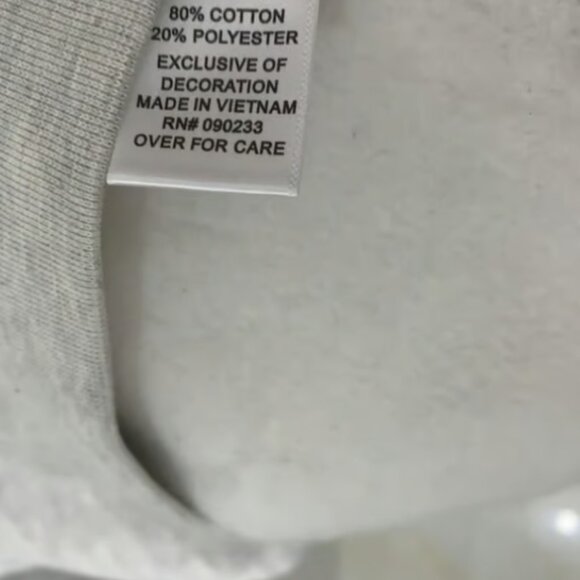 80% COTTON
20% POLYESTER
EXCLUSIVE OF
DECORATION
MADE IN VIETNAM
RN# 090233
OVER FOR CARE